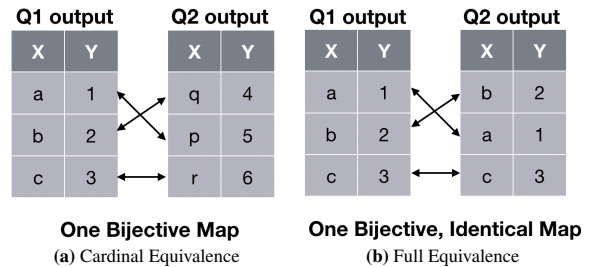 Q1 output Q2 output Q1 output Q2 output
X Y X Y X Y X Y
a 1 q 4 a 1 b 2
b 2 p 5 b 2 a 1
c 3 r 6 c 3 c 3
One Bijective Map One Bijective, Identical Map
(a) Cardinal Equivalence (b) Full Equivalence